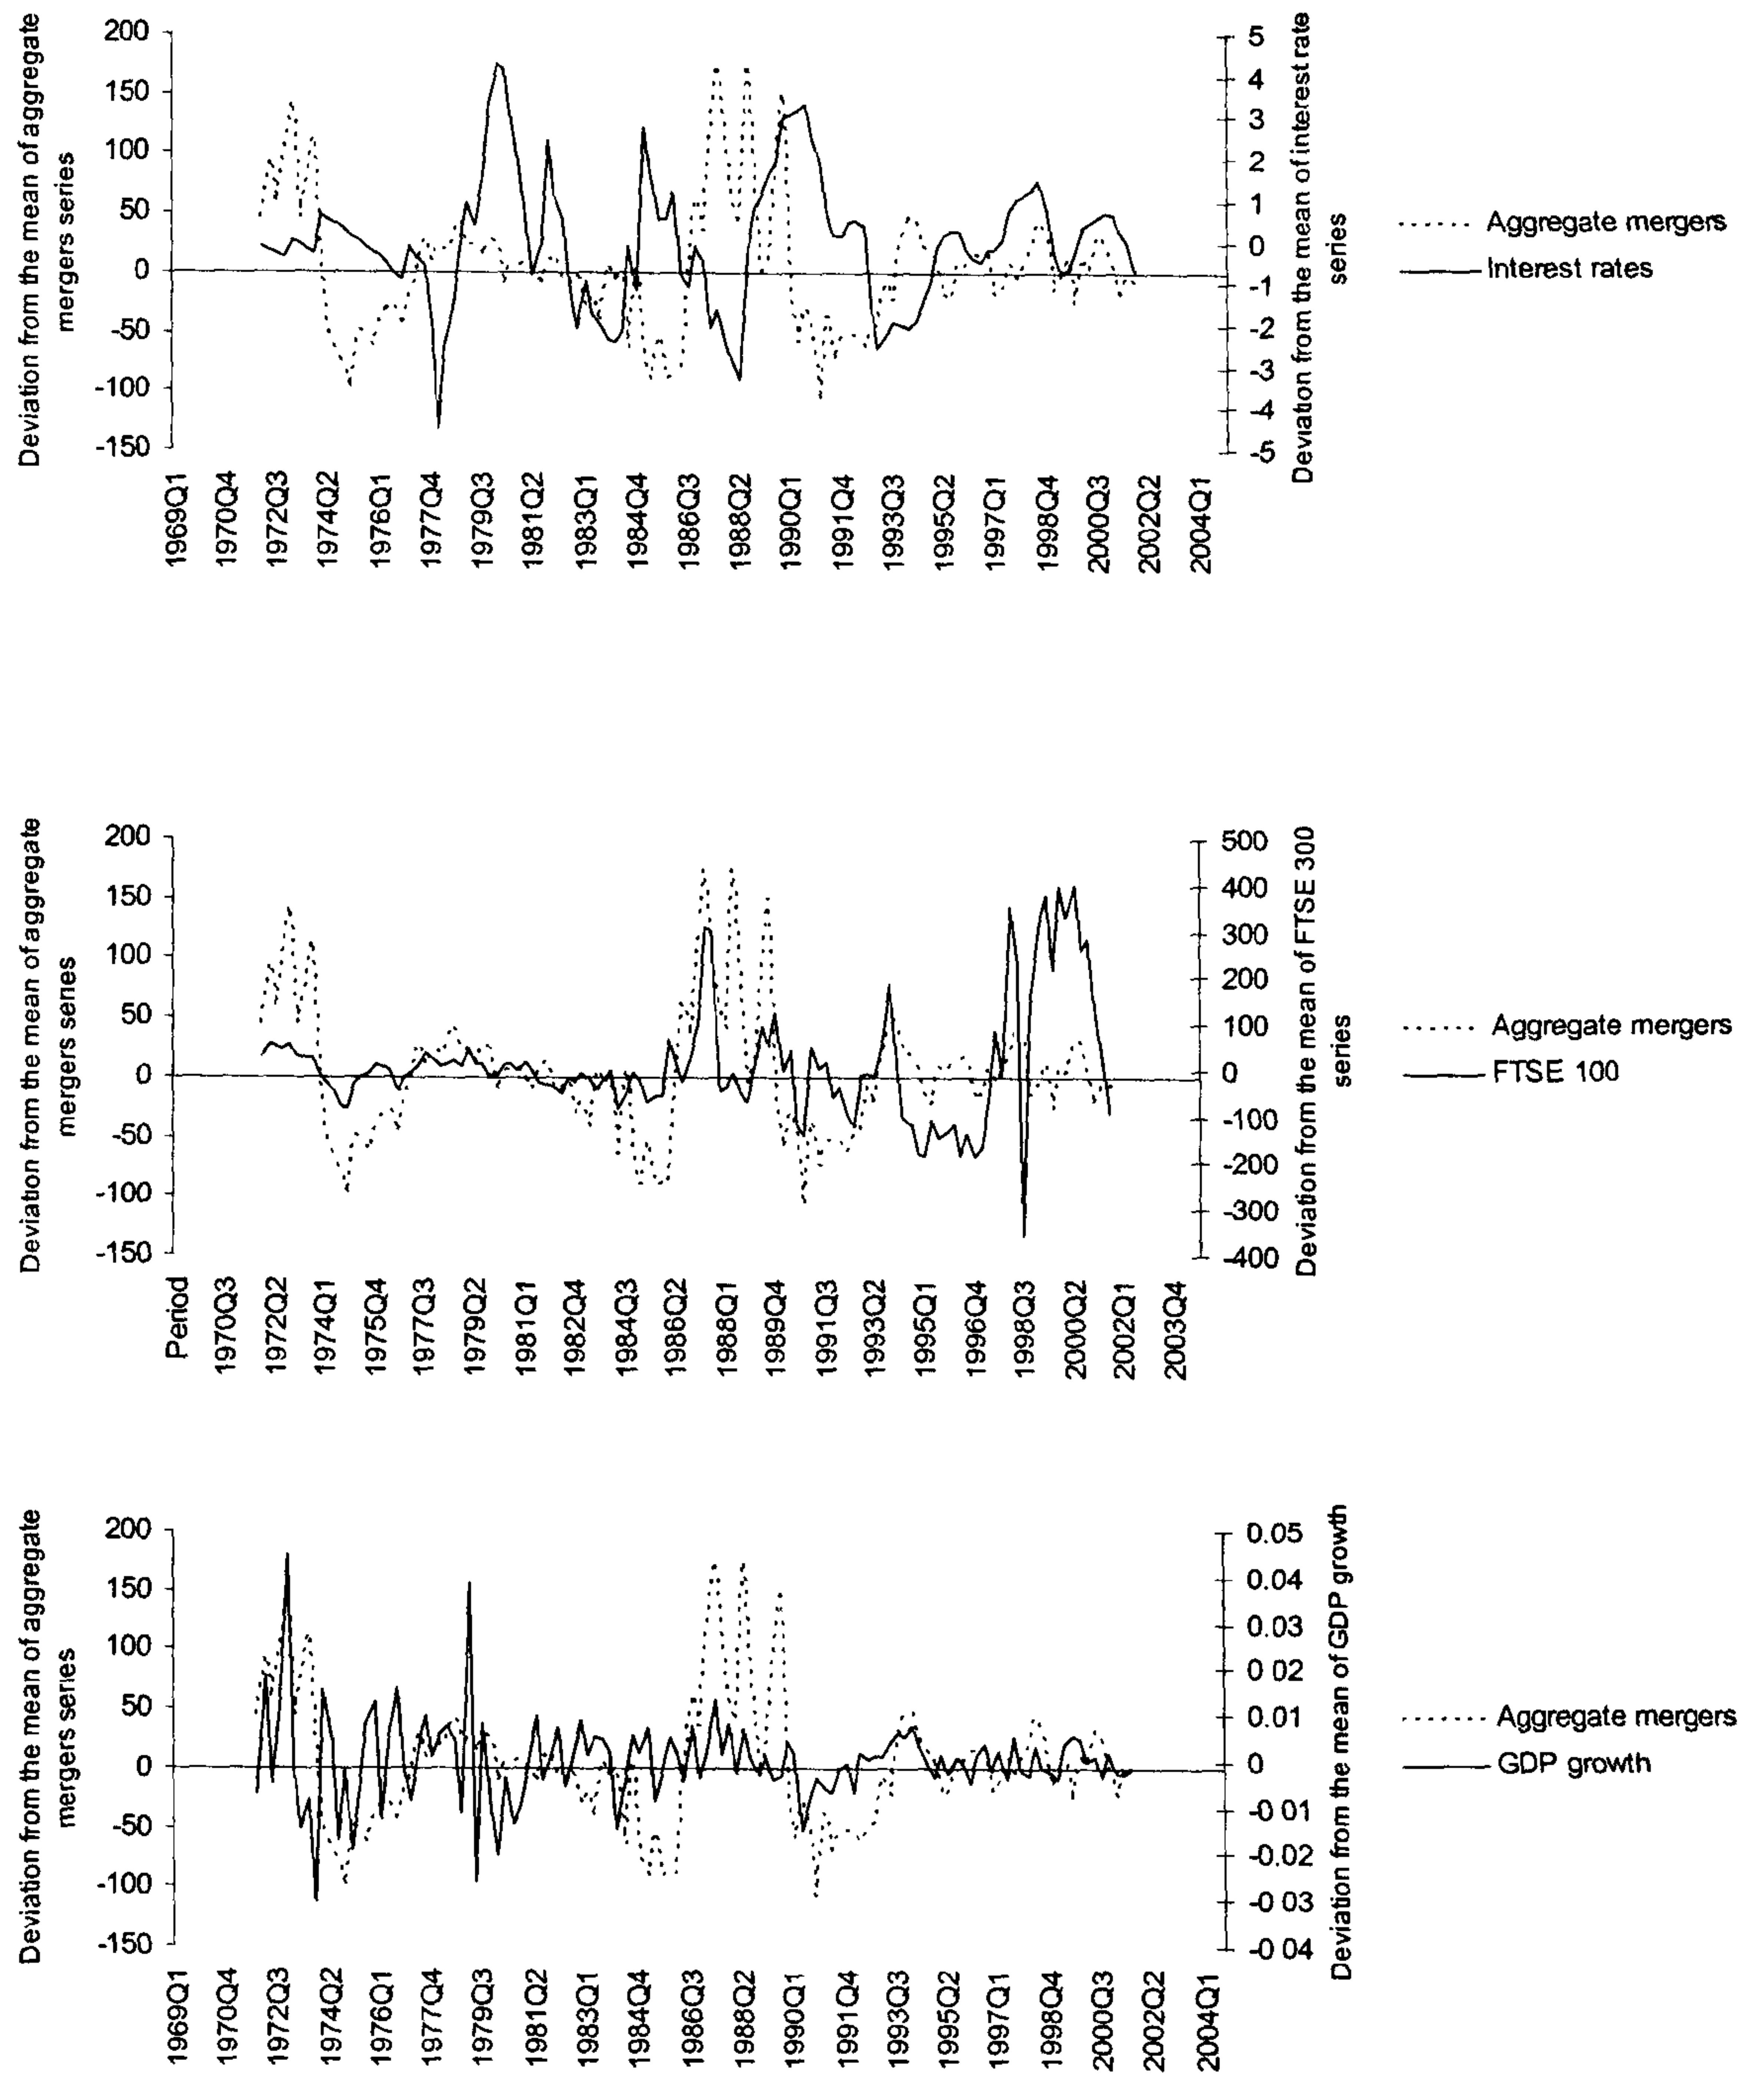 Deviation from the mean of aggregate
mergers series
200
150
100
50
0
-50
-100
-150
5
4
3
2
1
0
-1
-2
-3
-4
-5
Deviation from the mean of interest rate
series
Aggregate mergers
Interest rates
1969Q1
1970Q4
1972Q3
1974Q2
1976Q1
1977Q4
1979Q3
1981Q2
1983Q1
1984Q4
1986Q3
1988Q2
1990Q1
1991Q4
1993Q3
1995Q2
1997Q1
1998Q4
2000Q3
2002Q2
2004Q1
Deviation from the mean of aggregate
mergers series
200
150
100
50
0
-50
-100
-150
500
400
300
200
100
0
-100
-200
-300
-400
Deviation from the mean of FTSE 300
series
Aggregate mergers
FTSE 100
Period
1970Q3
1972Q2
1974Q1
1975Q4
1977Q3
1979Q2
1981Q1
1982Q4
1984Q3
1986Q2
1988Q1
1989Q4
1991Q3
1993Q2
1995Q1
1996Q4
1998Q3
2000Q2
2002Q1
2003Q4
Deviation from the mean of aggregate
mergers series
200
150
100
50
0
-50
-100
-150
0.05
0.04
0.03
0 02
0.01
0
-0 01
-0.02
-0 03
-0 04
Deviation from the mean of GDP growth
Aggregate mergers
GDP growth
1969Q1
1970Q4
1972Q3
1974Q2
1976Q1
1977Q4
1979Q3
1981Q2
1983Q1
1984Q4
1986Q3
1988Q2
1990Q1
1991Q4
1993Q3
1995Q2
1997Q1
1998Q4
2000Q3
2002Q2
2004Q1